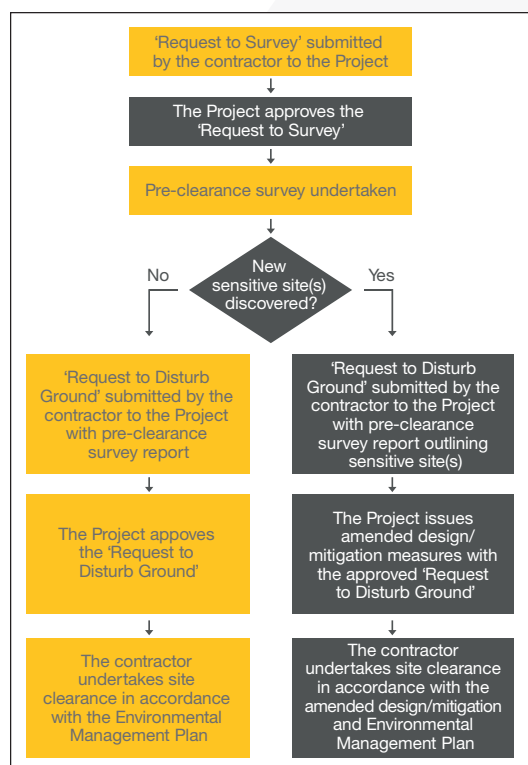 ‘Request to Survey’ submitted
by the contractor to the Project
The Project approves the
‘Request to Survey’
Pre-clearance survey undertaken
New
sensitive site(s)
discovered?
No
Yes
‘Request to Disturb
Ground’ submitted by the
contractor to the Project
with pre-clearance
survey report
‘Request to Disturb
Ground’ submitted by the
contractor to the Project
with pre-clearance
survey report outlining
sensitive site(s)
The Project appoves
the ‘Request to
Disturb Ground’
The Project issues
amended design/
mitigation measures with
the approved ‘Request
to Disturb Ground’
The contractor
undertakes site
clearance in accordance
with the Environmental
Management Plan
The contractor
undertakes site clearance
in accordance with the
amended design/mitigation
and Environmental
Management Plan